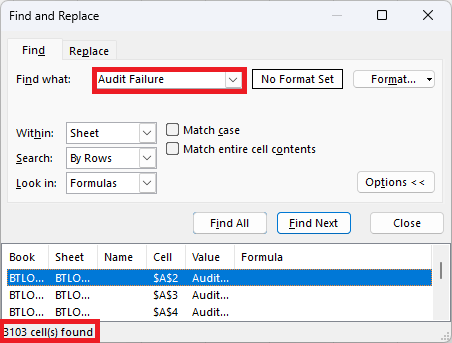 Find and Replace
Find Replace
Find what: Audit Failure No Format Set Format...
Within: Sheet Match case
Search: By Rows Match entire cell contents
Look in: Formulas Options <<
Find All Find Next Close
Book Sheet Name Cell Value Formula
BTLO... BTLO... $A$2 Audit...
BTLO... BTLO... $A$3 Audit...
BTLO... BTLO... $A$4 Audit...
3103 cell(s) found